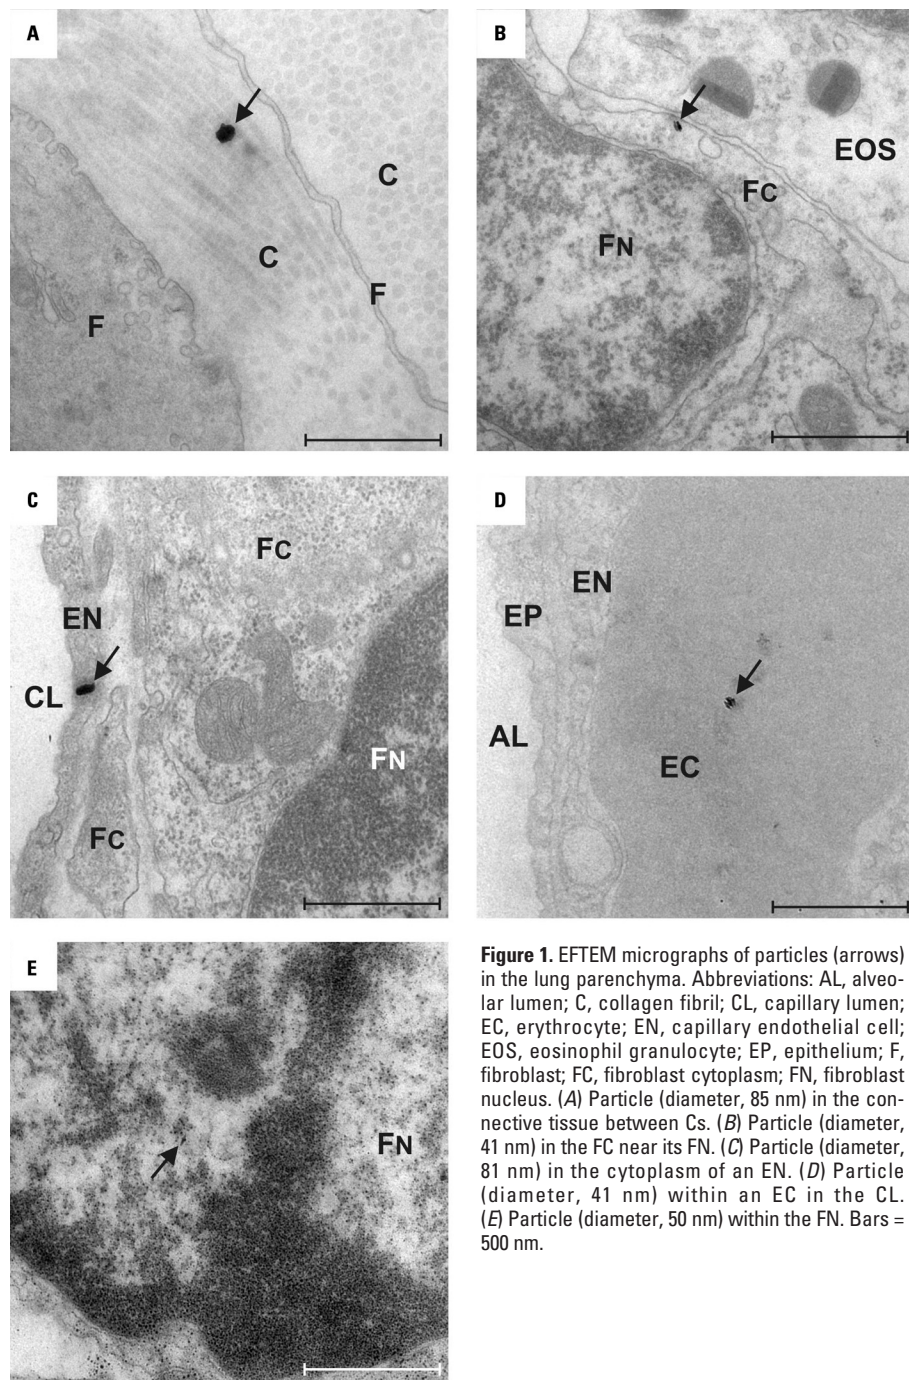 A
C
C
F
F
B
EOS
FC
FN
C
FC
EN
CL
FN
FC
D
EN
EP
AL
EC
E
FN
Figure 1. EFTEM micrographs of particles (arrows)
in the lung parenchyma. Abbreviations: AL, alveo-
lar lumen; C, collagen fibril; CL, capillary lumen;
EC, erythrocyte; EN, capillary endothelial cell;
EOS, eosinophil granulocyte; EP, epithelium; F,
fibroblast; FC, fibroblast cytoplasm; FN, fibroblast
nucleus. (A) Particle (diameter, 85 nm) in the con-
nective tissue between Cs. (B) Particle (diameter,
41 nm) in the FC near its FN. (C) Particle (diameter,
81 nm) in the cytoplasm of an EN. (D) Particle
(diameter, 41 nm) within an EC in the CL.
(E) Particle (diameter, 50 nm) within the FN. Bars =
500 nm.